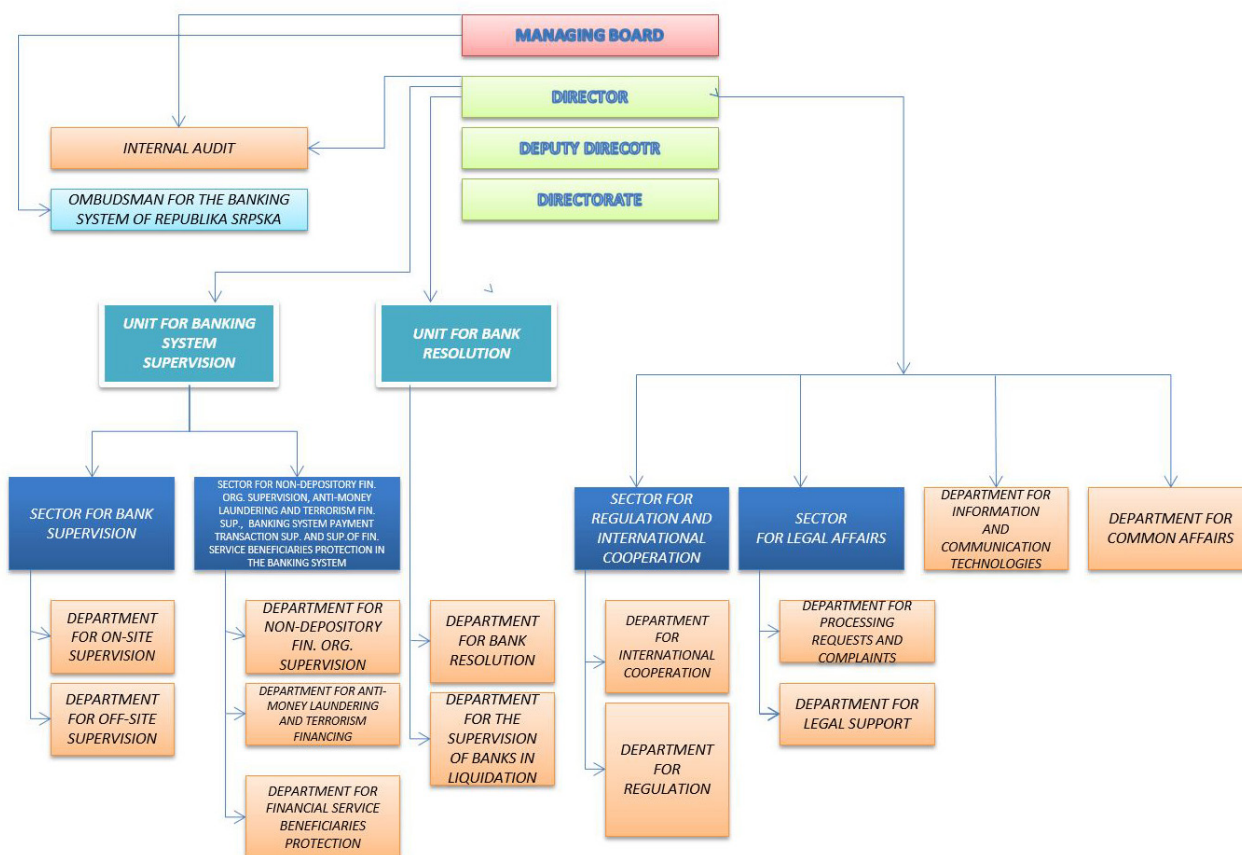 MANAGING BOARD
DIRECTOR
INTERNAL AUDIT
DEPUTY DIRECOTR
OMBUDSMAN FOR THE BANKING
SYSTEM OF REPUBLIKA SRPSKA
DIRECTORATE
UNIT FOR BANKING
SYSTEM
SUPERVISION
UNIT FOR BANK
RESOLUTION
SECTOR FOR BANK
SUPERVISION
SECTOR FOR NON-DEPOSITORY FIN.
ORG. SUPERVISION, ANTI-MONEY
LAUNDERING AND TERRORISM FIN.
SUP., BANKING SYSTEM PAYMENT
TRANSACTION SUP. AND SUP.OF FIN.
SERVICE BENEFICIARIES PROTECTION IN
THE BANKING SYSTEM
SECTOR FOR
REGULATION AND
INTERNATIONAL
COOPERATION
SECTOR
FOR LEGAL AFFAIRS
DEPARTMENT FOR
INFORMATION
AND
COMMUNICATION
TECHNOLOGIES
DEPARTMENT FOR
COMMON AFFAIRS
DEPARTMENT
FOR ON-SITE
SUPERVISION
DEPARTMENT
FOR OFF-SITE
SUPERVISION
DEPARTMENT FOR
NON-DEPOSITORY
FIN. ORG.
SUPERVISION
DEPARTMENT FOR ANTI-
MONEY LAUNDERING
AND TERRORISM
FINANCING
DEPARTMENT FOR
FINANCIAL SERVICE
BENEFICIARIES
PROTECTION
DEPARTMENT
FOR BANK
RESOLUTION
DEPARTMENT
FOR THE
SUPERVISION
OF BANKS IN
LIQUIDATION
DEPARTMENT
FOR
INTERNATIONAL
COOPERATION
DEPARTMENT
FOR
REGULATION
DEPARTMENT FOR
PROCESSING
REQUESTS AND
COMPLAINTS
DEPARTMENT FOR
LEGAL SUPPORT